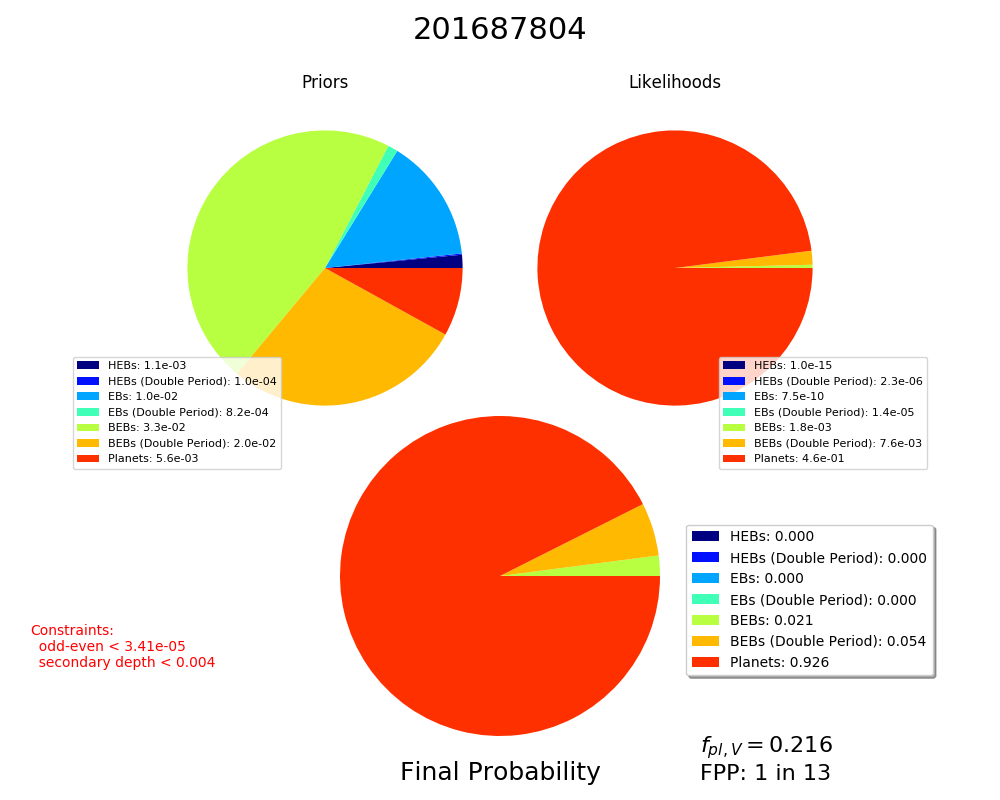 201687804
Priors
Likelihoods
HEBs: 1.1e-03
HEBs (Double Period): 1.0e-04
EBs: 1.0e-02
EBs (Double Period): 8.2e-04
BEBs: 3.3e-02
BEBs (Double Period): 2.0e-02
Planets: 5.6e-03
HEBs: 1.0e-15
HEBs (Double Period): 2.3e-06
EBs: 7.5e-10
EBs (Double Period): 1.4e-05
BEBs: 1.8e-03
BEBs (Double Period): 7.6e-03
Planets: 4.6e-01
HEBs: 0.000
HEBs (Double Period): 0.000
EBs: 0.000
EBs (Double Period): 0.000
BEBs: 0.021
BEBs (Double Period): 0.054
Planets: 0.926
Constraints:
odd-even < 3.41e-05
secondary depth < 0.004
f_{pl, V} = 0.216
Final Probability
FPP: 1 in 13